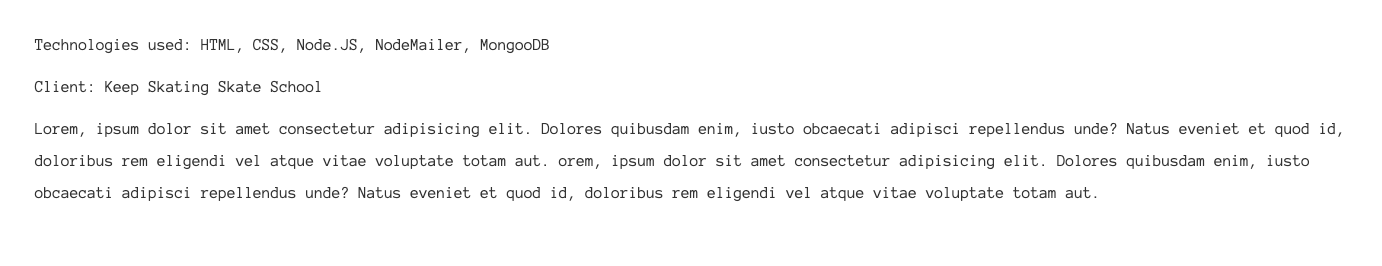 Technologies used: HTML, CSS, Node.JS, NodeMailer, MongooDB
Client: Keep Skating Skate School
Lorem, ipsum dolor sit amet consectetur adipisicing elit. Dolores quibusdam enim, iusto obcaecati adipisci repellendus unde? Natus eveniet et quod id,
doloribus rem eligendi vel atque vitae voluptate totam aut. orem, ipsum dolor sit amet consectetur adipisicing elit. Dolores quibusdam enim, iusto
obcaecati adipisci repellendus unde? Natus eveniet et quod id, doloribus rem eligendi vel atque vitae voluptate totam aut.